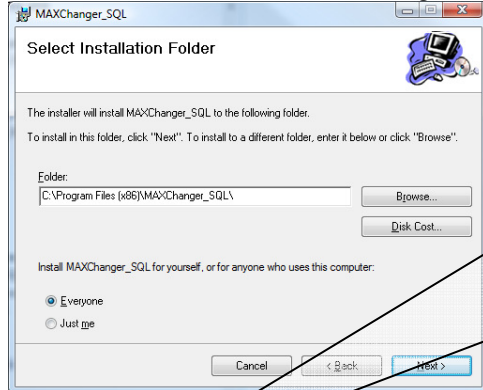 MAXChanger_SQL
Select Installation Folder
The installer will install MAXChanger_SQL to the following folder.
To install in this folder, click "Next". To install to a different folder, enter it below or click "Browse".
Folder:
C:\Program Files (x86)\MAXChanger_SQL\
Browse...
Disk Cost...
Install MAXChanger_SQL for yourself, or for anyone who uses this computer:
Everyone
Just me
Cancel
< Back
Next >